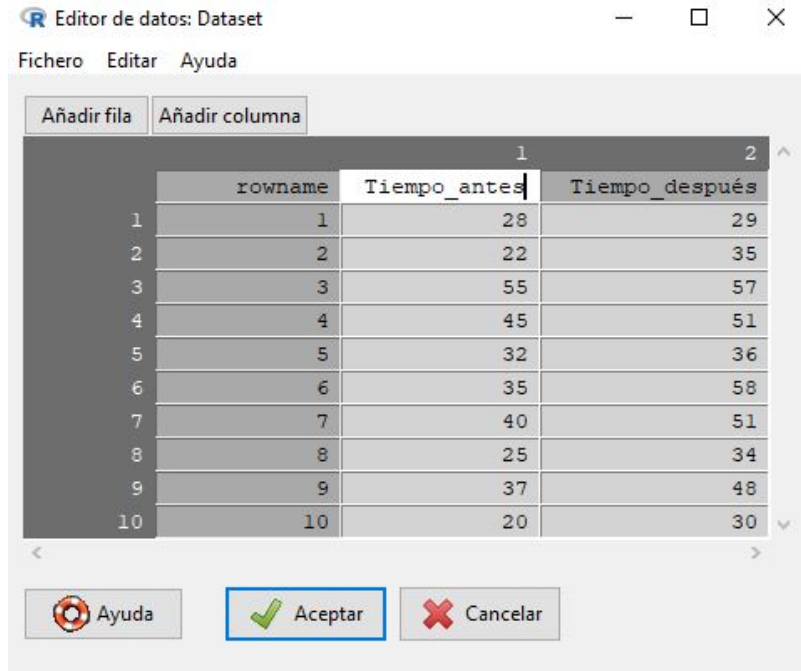 Editor de datos: Dataset
Fichero Editar Ayuda
Añadir fila Añadir columna
1 2
rowname Tiempo_antes Tiempo_después
1 1 28 29
2 2 22 35
3 3 55 57
4 4 45 51
5 5 32 36
6 6 35 58
7 7 40 51
8 8 25 34
9 9 37 48
10 10 20 30
Ayuda Aceptar Cancelar